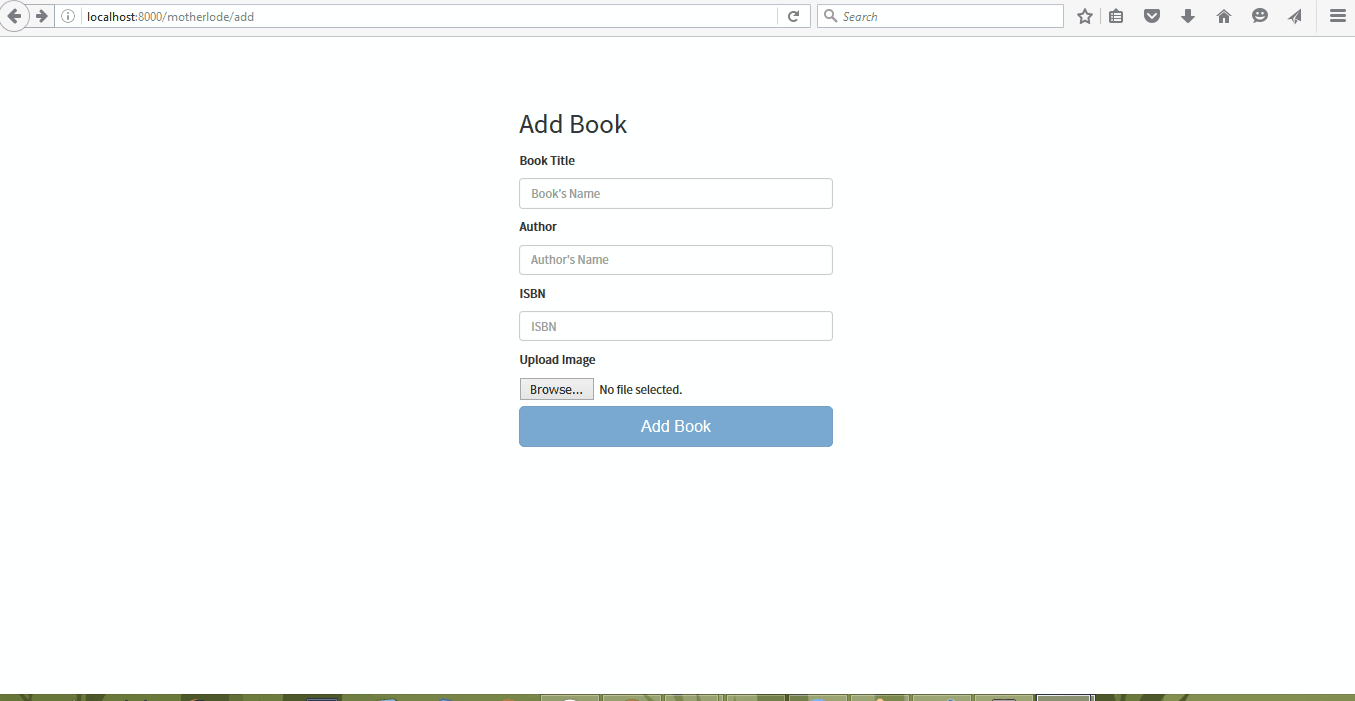 localhost:8000/motherlode/add
Search
Add Book
Book Title
Book's Name
Author
Author's Name
ISBN
ISBN
Upload Image
Browse... No file selected.
Add Book